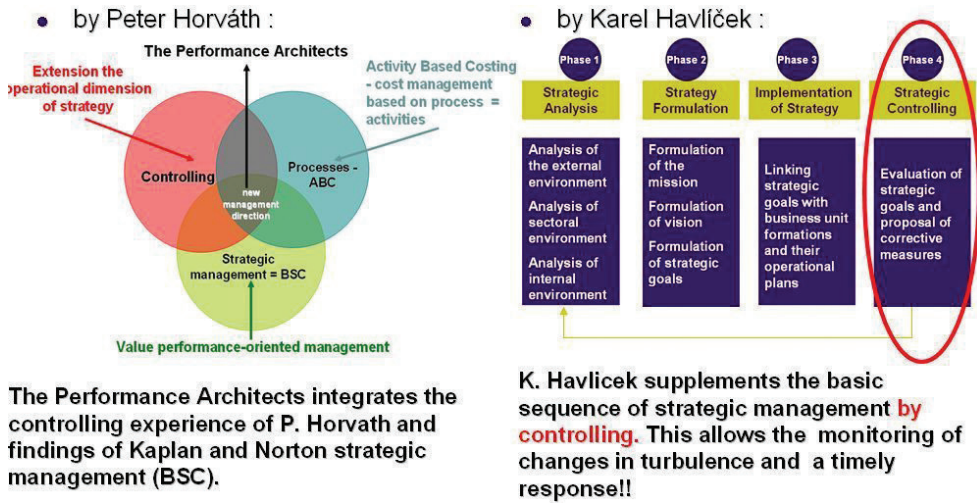 • by Peter Horváth :
The Performance Architects
Extension the
operational dimension
of strategy
Activity Based Costing
- cost management
based on process =
activities
Controlling
Processes -
ABC
new
management
direction
Strategic
management = BSC
Value performance-oriented management
The Performance Architects integrates the
controlling experience of P. Horvath and
findings of Kaplan and Norton strategic
management (BSC).
• by Karel Havlíček :
Phase 1
Phase 2
Phase 3
Phase 4
Strategic
Analysis
Strategy
Formulation
Implementation
of Strategy
Strategic
Controlling
Analysis of
the external
environment
Analysis of
sectoral
environment
Analysis of
internal
environment
Formulation
of the
mission
Formulation
of vision
Formulation
of strategic
goals
Linking
strategic
goals with
business unit
formations
and their
operational
plans
Evaluation of
strategic
goals and
proposal of
corrective
measures
K. Havlicek supplements the basic
sequence of strategic management by
controlling. This allows the monitoring of
changes in turbulence and a timely
response!!